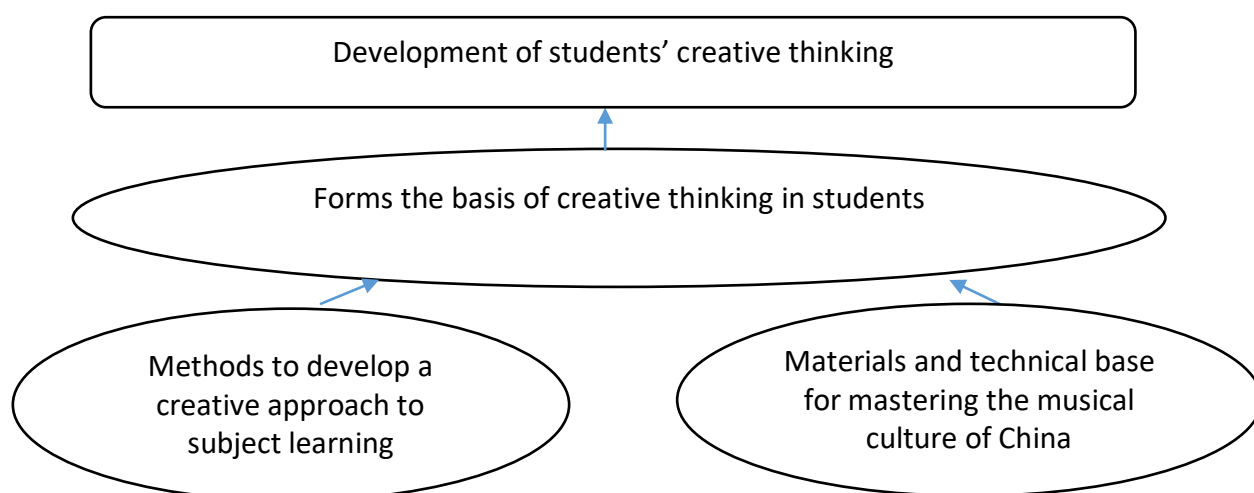 Development of students’ creative thinking
Forms the basis of creative thinking in students
Methods to develop a
creative approach to
subject learning
Materials and technical base
for mastering the musical
culture of China